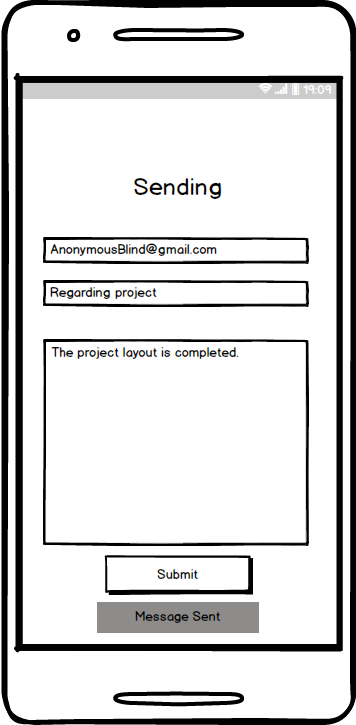 19:09
Sending
AnonymousBlind@gmail.com
Regarding project
The project layout is completed.
Submit
Message Sent